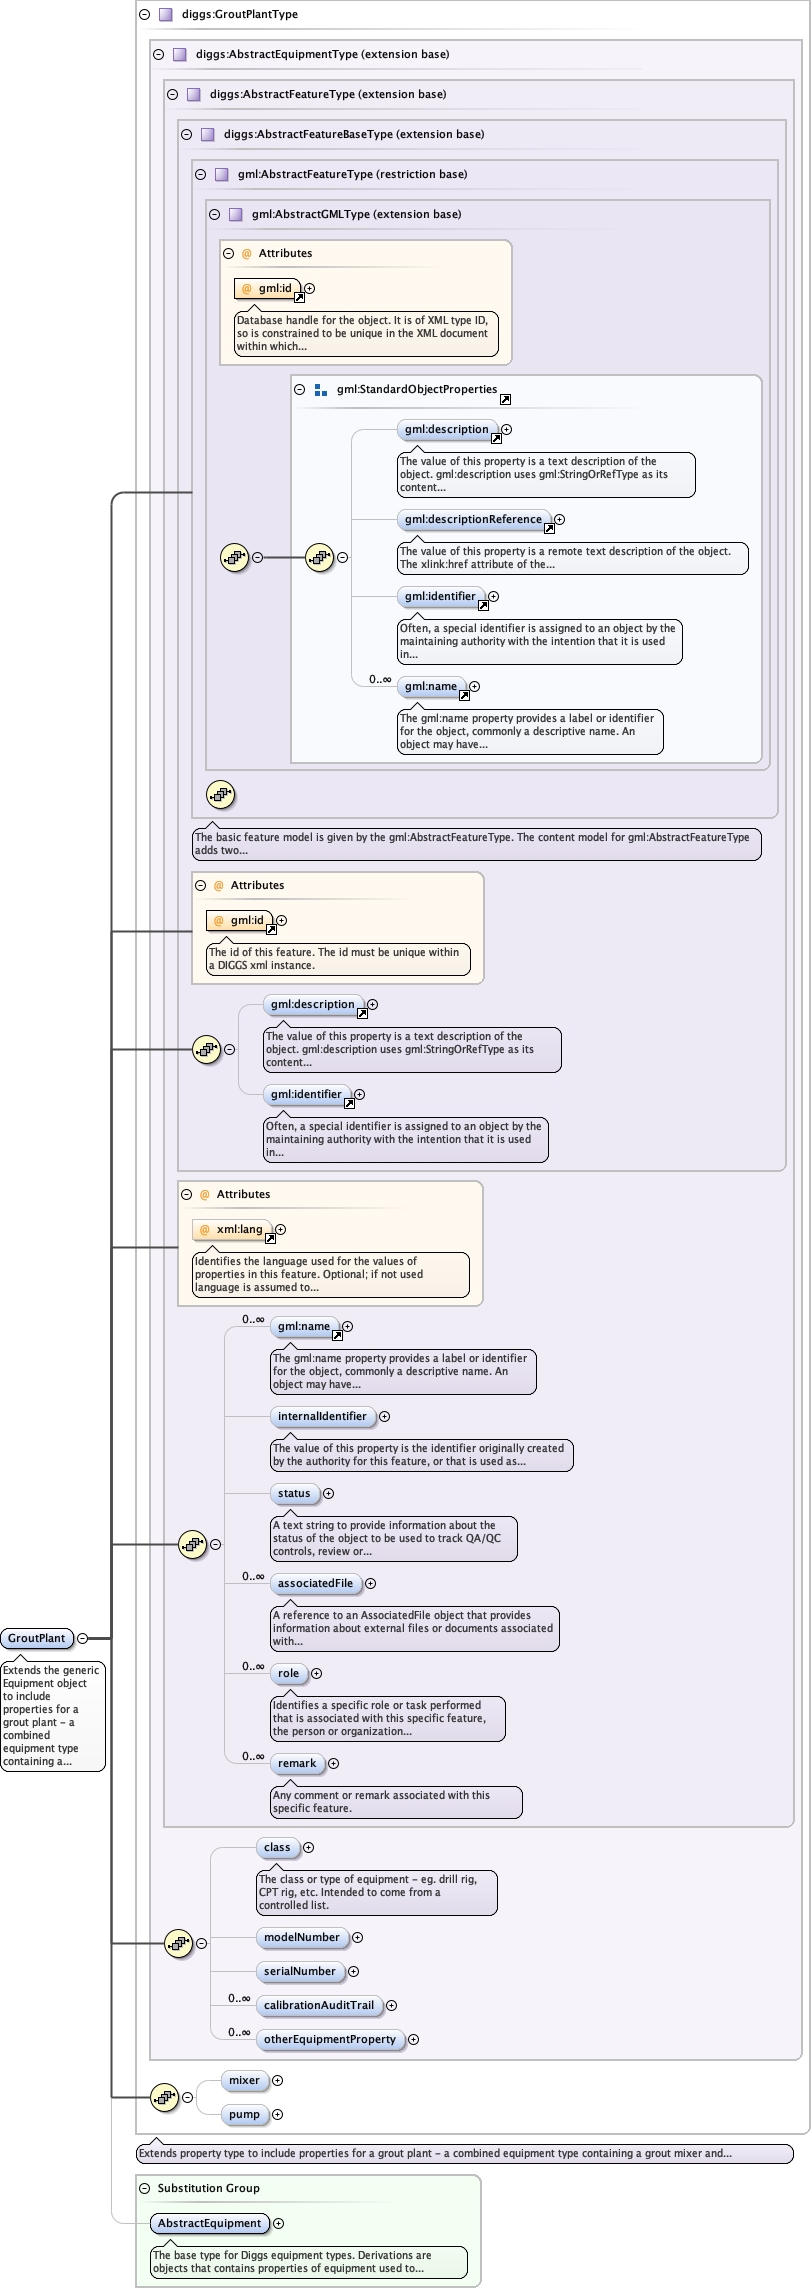 diggs:GroutPlantType
diggs:AbstractEquipmentType (extension base)
diggs:AbstractFeatureType (extension base)
diggs:AbstractFeatureBaseType (extension base)
gml:AbstractFeatureType (restriction base)
gml:AbstractGMLType (extension base)
@ Attributes
@ gml:id
Database handle for the object. It is of XML type ID,
so is constrained to be unique in the XML document
within which...
gml:StandardObjectProperties
gml:description
The value of this property is a text description of the
object. gml:description uses gml:StringOrRefType as its
content...
gml:descriptionReference
The value of this property is a remote text description of the object.
The xlink:href attribute of the...
gml:identifier
Often, a special identifier is assigned to an object by the
maintaining authority with the intention that it is used
in...
0..∞
gml:name
The gml:name property provides a label or identifier
for the object, commonly a descriptive name. An
object may have...
The basic feature model is given by the gml:AbstractFeatureType. The content model for gml:AbstractFeatureType
adds two...
@ Attributes
@ gml:id
The id of this feature. The id must be unique within
a DIGGS xml instance.
gml:description
The value of this property is a text description of the
object. gml:description uses gml:StringOrRefType as its
content...
gml:identifier
Often, a special identifier is assigned to an object by the
maintaining authority with the intention that it is used
in...
@ Attributes
@ xml:lang
Identifies the language used for the values of
properties in this feature. Optional; if not used
language is assumed to...
0..∞
gml:name
The gml:name property provides a label or identifier
for the object, commonly a descriptive name. An
object may have...
internalIdentifier
The value of this property is the identifier originally created
by the authority for this feature, or that is used as...
status
A text string to provide information about the
status of the object to be used to track QA/QC
controls, review or...
0..∞
associatedFile
A reference to an AssociatedFile object that provides
information about external files or documents associated
with...
0..∞
role
Identifies a specific role or task performed
that is associated with this specific feature,
the person or organization...
0..∞
remark
Any comment or remark associated with this
specific feature.
GroutPlant
Extends the generic
Equipment object
to include
properties for a
grout plant – a
combined
equipment type
containing a...
class
The class or type of equipment – eg. drill rig,
CPT rig, etc. Intended to come from a
controlled list.
modelNumber
serialNumber
0..∞
calibrationAuditTrail
0..∞
otherEquipmentProperty
mixer
pump
Extends property type to include properties for a grout plant – a combined equipment type containing a grout mixer and...
Substitution Group
AbstractEquipment
The base type for Diggs equipment types. Derivations are
objects that contains properties of equipment used to...